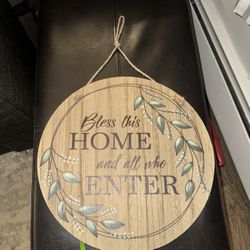 Bless this
HOME
and all who
ENTER